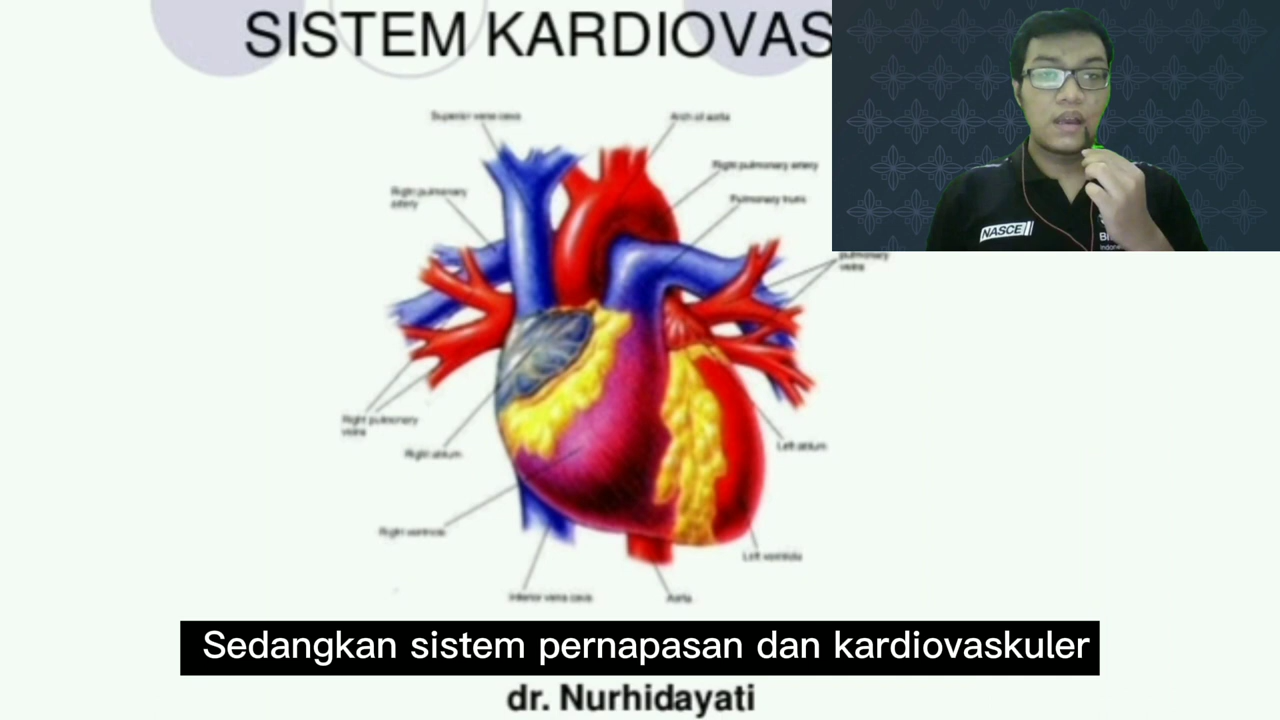 SISTEM KARDIOVAS
Superior vena cava
Arch of aorta
Right pulmonary artery
Right pulmonary
artery
Pulmonary trunk
pulmonary
veins
Right pulmonary
veins
Right atrium
Left atrium
Right ventricle
Left ventricle
Inferior vena cava
Aorta
NASCE
BI
Indone
Sedangkan sistem pernapasan dan kardiovaskuler
dr. Nurhidayati